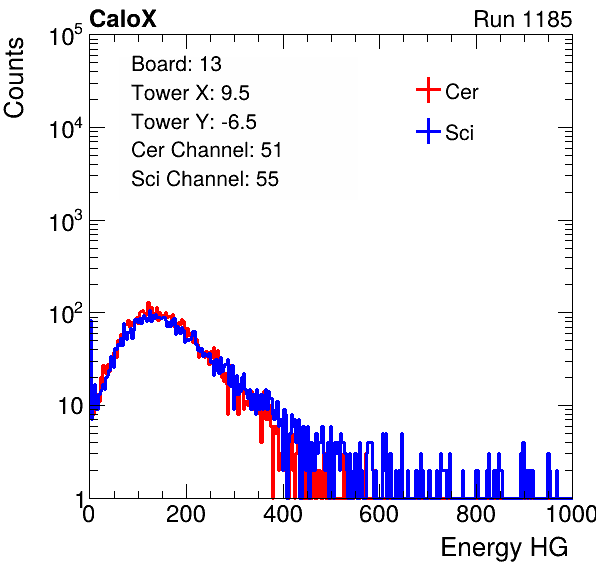 CaloX Run 1185
Counts
10^5
10^4
10^3
10^2
10
1
Board: 13
Tower X: 9.5
Tower Y: -6.5
Cer Channel: 51
Sci Channel: 55
Cer
Sci
0 200 400 600 800 1000
Energy HG